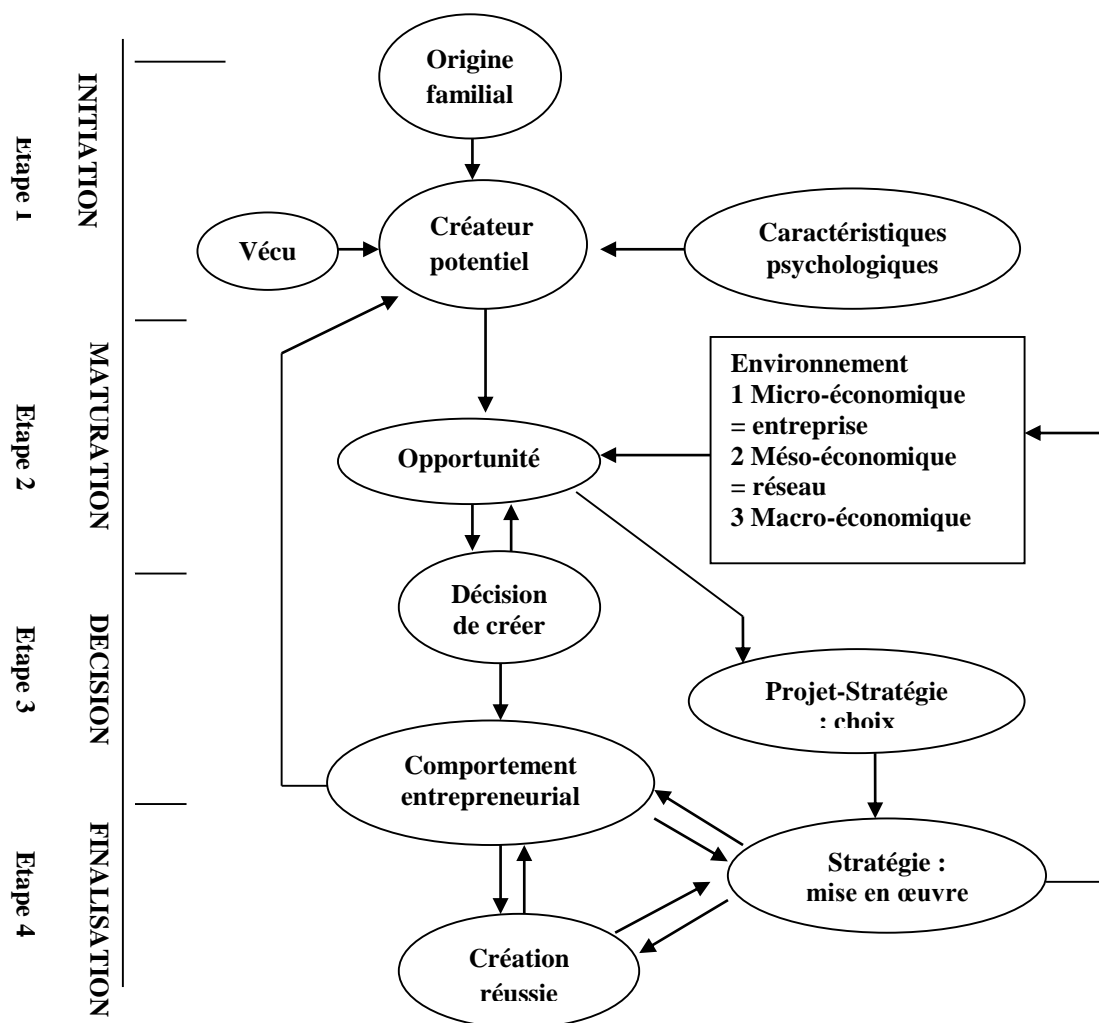 Origine
familial
INITIATION
Etape 1
Vécu
Créateur
potentiel
Caractéristiques
psychologiques
MATURATION
Etape 2
Environnement
1 Micro-économique
= entreprise
2 Méso-économique
= réseau
3 Macro-économique
Opportunité
Décision
de créer
DECISION
Etape 3
Projet-Stratégie
: choix
Comportement
entrepreneurial
FINALISATION
Etape 4
Stratégie :
mise en œuvre
Création
réussie